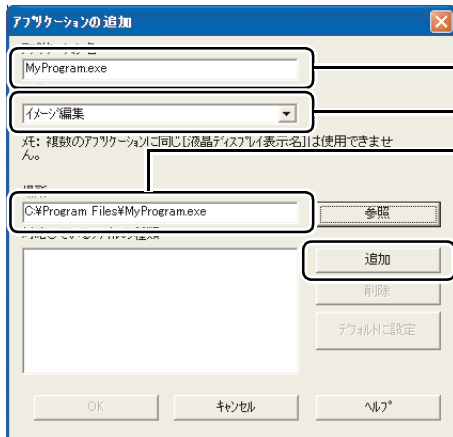 アプリケーションの追加
MyProgram.exe
イメージ編集
メモ: 複数のアプリケーションに同じ[液晶ディスプレイ表示名]は使用できませ
ん。
C:¥Program Files¥MyProgram.exe
参照
追加
削除
デフォルトに設定
OK
キャンセル
ヘルプ